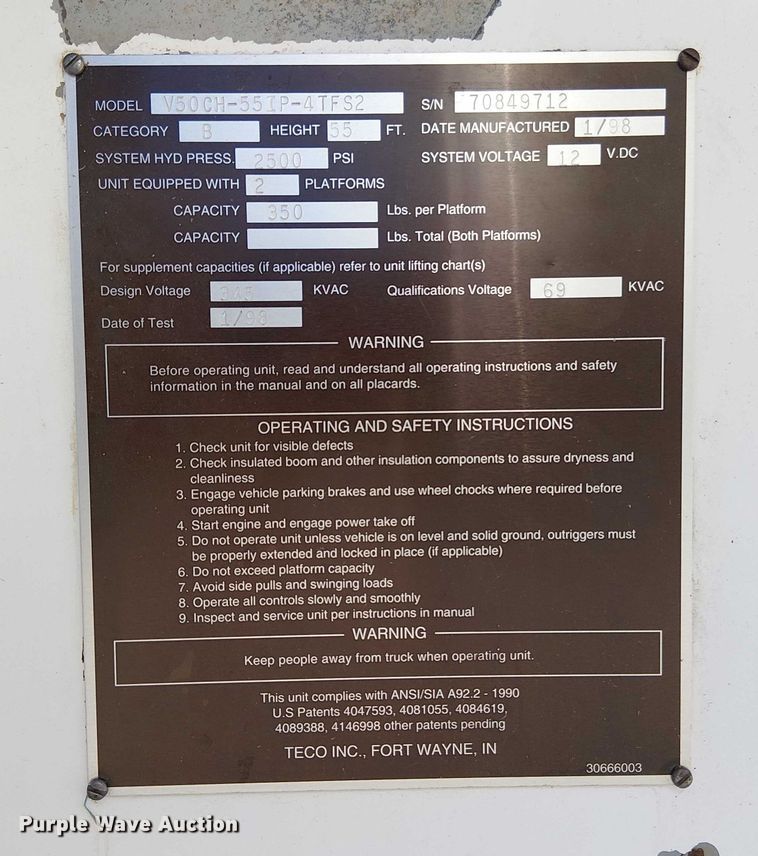 MODEL V50CH-55IP-4TFS2 S/N 70849712
CATEGORY B HEIGHT 55 FT. DATE MANUFACTURED 1/98
SYSTEM HYD PRESS. 2500 PSI SYSTEM VOLTAGE 12 V.DC
UNIT EQUIPPED WITH 2 PLATFORMS
CAPACITY 350 Lbs. per Platform
CAPACITY Lbs. Total (Both Platforms)
For supplement capacities (if applicable) refer to unit lifting chart(s)
Design Voltage 345 KVAC Qualifications Voltage 69 KVAC
Date of Test 1/98
WARNING
Before operating unit, read and understand all operating instructions and safety
information in the manual and on all placards.
OPERATING AND SAFETY INSTRUCTIONS
1. Check unit for visible defects
2. Check insulated boom and other insulation components to assure dryness and
cleanliness
3. Engage vehicle parking brakes and use wheel chocks where required before
operating unit
4. Start engine and engage power take off
5. Do not operate unit unless vehicle is on level and solid ground, outriggers must
be properly extended and locked in place (if applicable)
6. Do not exceed platform capacity
7. Avoid side pulls and swinging loads
8. Operate all controls slowly and smoothly
9. Inspect and service unit per instructions in manual
WARNING
Keep people away from truck when operating unit.
This unit complies with ANSI/SIA A92.2 - 1990
U.S Patents 4047593, 4081055, 4084619,
4089388, 4146998 other patents pending
TECO INC., FORT WAYNE, IN
30666003
Purple Wave Auction